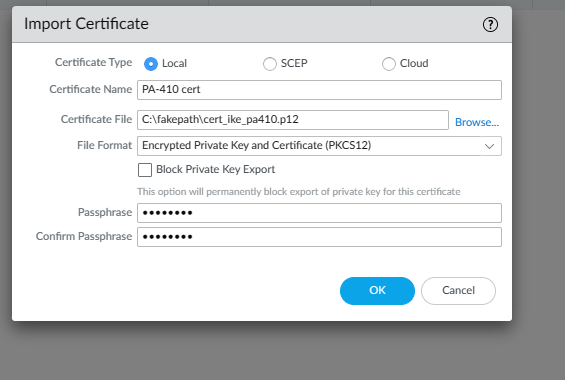 Import Certificate ?
Certificate Type Local SCEP Cloud
Certificate Name PA-410 cert
Certificate File C:\fakepath\cert_ike_pa410.p12 Browse...
File Format Encrypted Private Key and Certificate (PKCS12)
Block Private Key Export
This option will permanently block export of private key for this certificate
Passphrase ••••••••
Confirm Passphrase ••••••••
OK Cancel